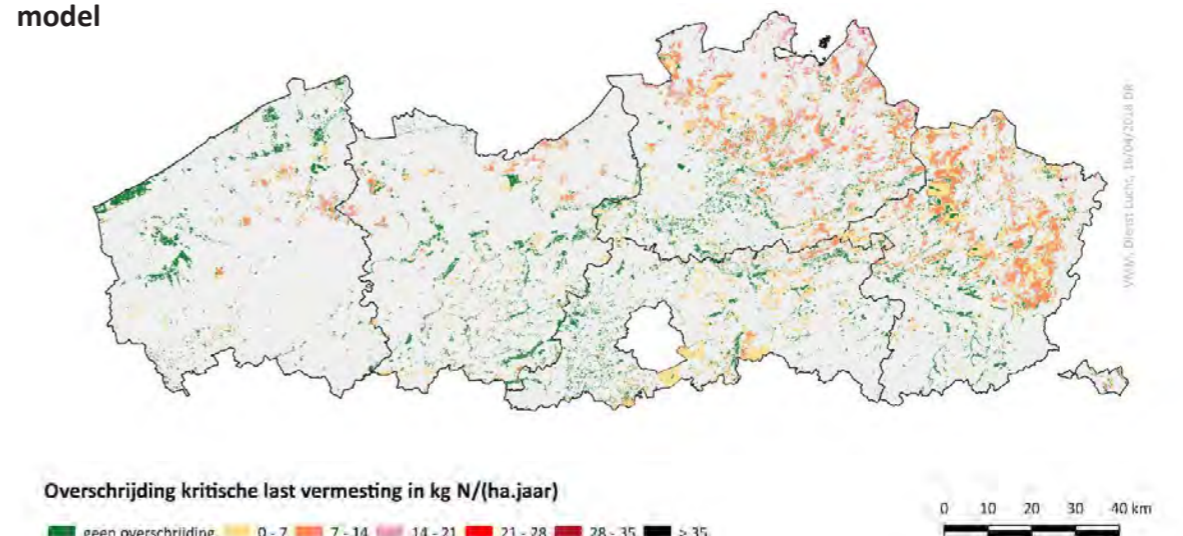 model
VMM, Dienst Lucht, 16/04/2018 DR
Overschrijding kritische last vermesting in kg N/(ha.jaar)
0 10 20 30 40 km
geen overschrijding 0 - 7 7 - 14 14 - 21 21 - 28 28 - 35 > 35